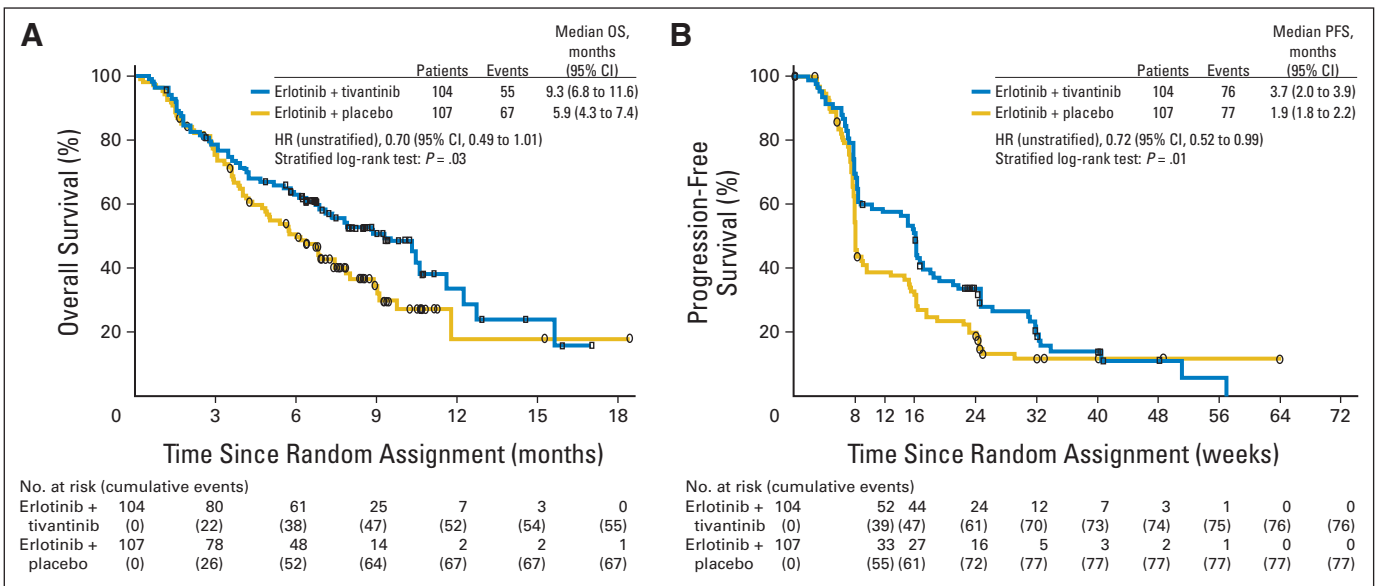 A
Median OS,
months
Patients Events (95% CI)
Erlotinib + tivantinib 104 55 9.3 (6.8 to 11.6)
Erlotinib + placebo 107 67 5.9 (4.3 to 7.4)
HR (unstratified), 0.70 (95% CI, 0.49 to 1.01)
Stratified log-rank test: P = .03
Overall Survival (%)
100
80
60
40
20
0 3 6 9 12 15 18
Time Since Random Assignment (months)
No. at risk (cumulative events)
Erlotinib + 104 80 61 25 7 3 0
tivantinib (0) (22) (38) (47) (52) (54) (55)
Erlotinib + 107 78 48 14 2 2 1
placebo (0) (26) (52) (64) (67) (67) (67)
B
Median PFS,
months
Patients Events (95% CI)
Erlotinib + tivantinib 104 76 3.7 (2.0 to 3.9)
Erlotinib + placebo 107 77 1.9 (1.8 to 2.2)
HR (unstratified), 0.72 (95% CI, 0.52 to 0.99)
Stratified log-rank test: P = .01
Progression-Free
Survival (%)
100
80
60
40
20
0 8 12 16 24 32 40 48 56 64 72
Time Since Random Assignment (weeks)
No. at risk (cumulative events)
Erlotinib + 104 52 44 24 12 7 3 1 0 0
tivantinib (0) (39) (47) (61) (70) (73) (74) (75) (76) (76)
Erlotinib + 107 33 27 16 5 3 2 1 0 0
placebo (0) (55) (61) (72) (77) (77) (77) (77) (77) (77)